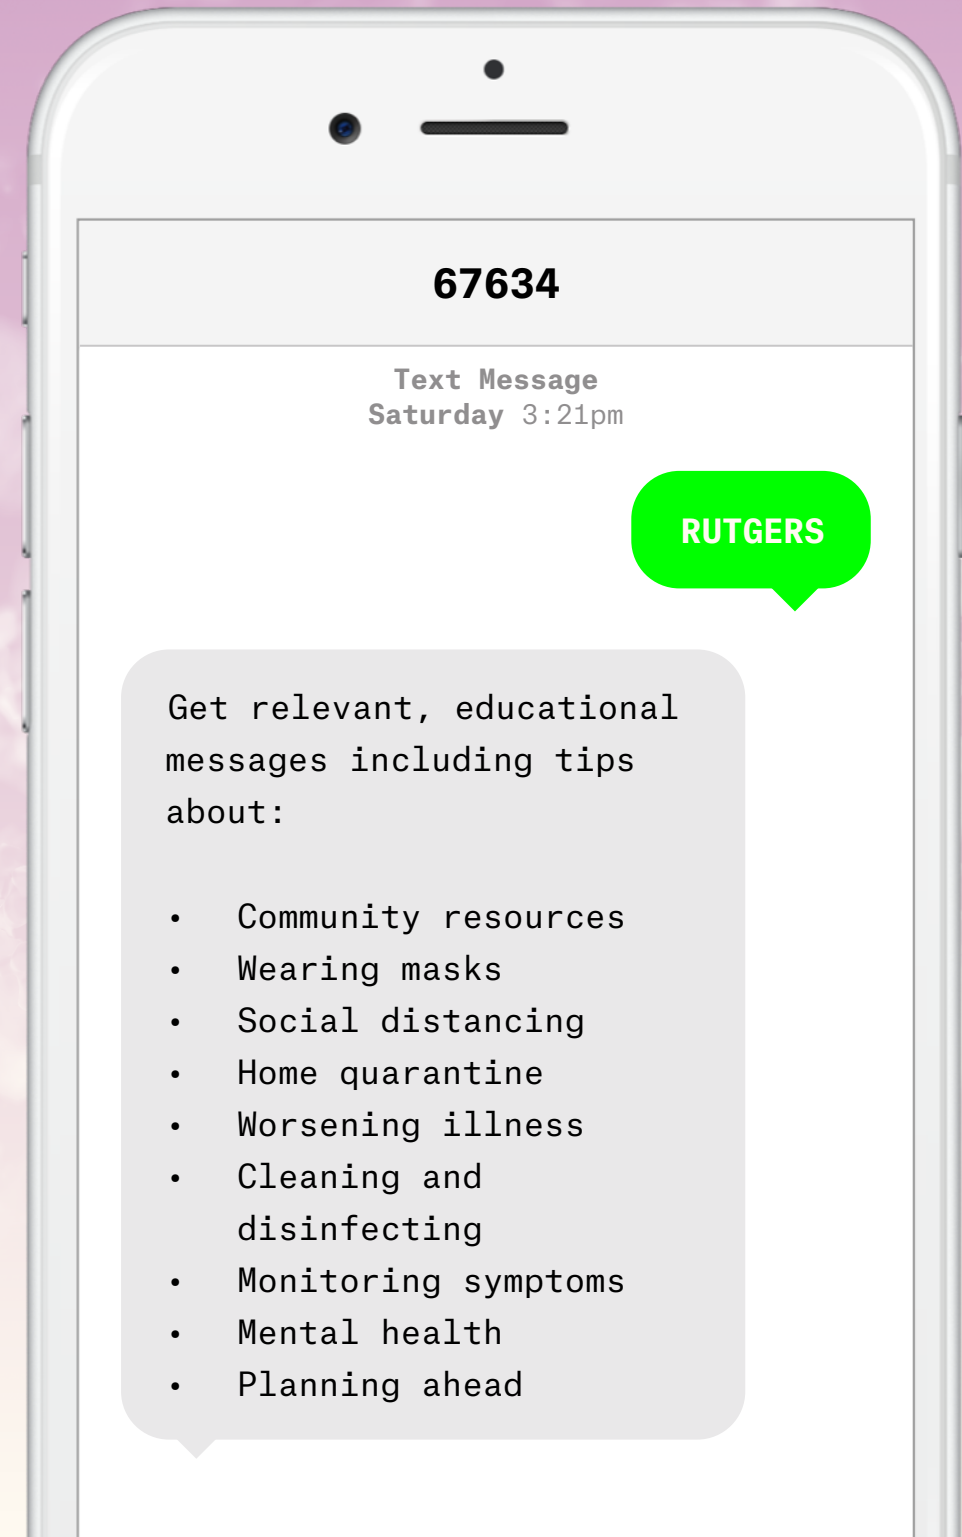 67634
Text Message
Saturday 3:21pm
RUTGERS
Get relevant, educational
messages including tips
about:
• Community resources
• Wearing masks
• Social distancing
• Home quarantine
• Worsening illness
• Cleaning and
disinfecting
• Monitoring symptoms
• Mental health
• Planning ahead